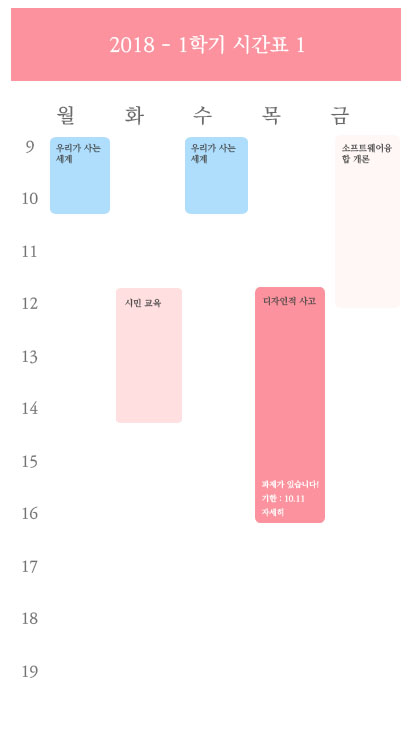 2018 - 1학기 시간표 1
월 화 수 목 금
9
우리가 사는
세계
우리가 사는
세계
소프트웨어융
합 개론
10
11
12
시민 교육
디자인적 사고
13
14
15
과제가 있습니다!
기한 : 10.11
자세히
16
17
18
19